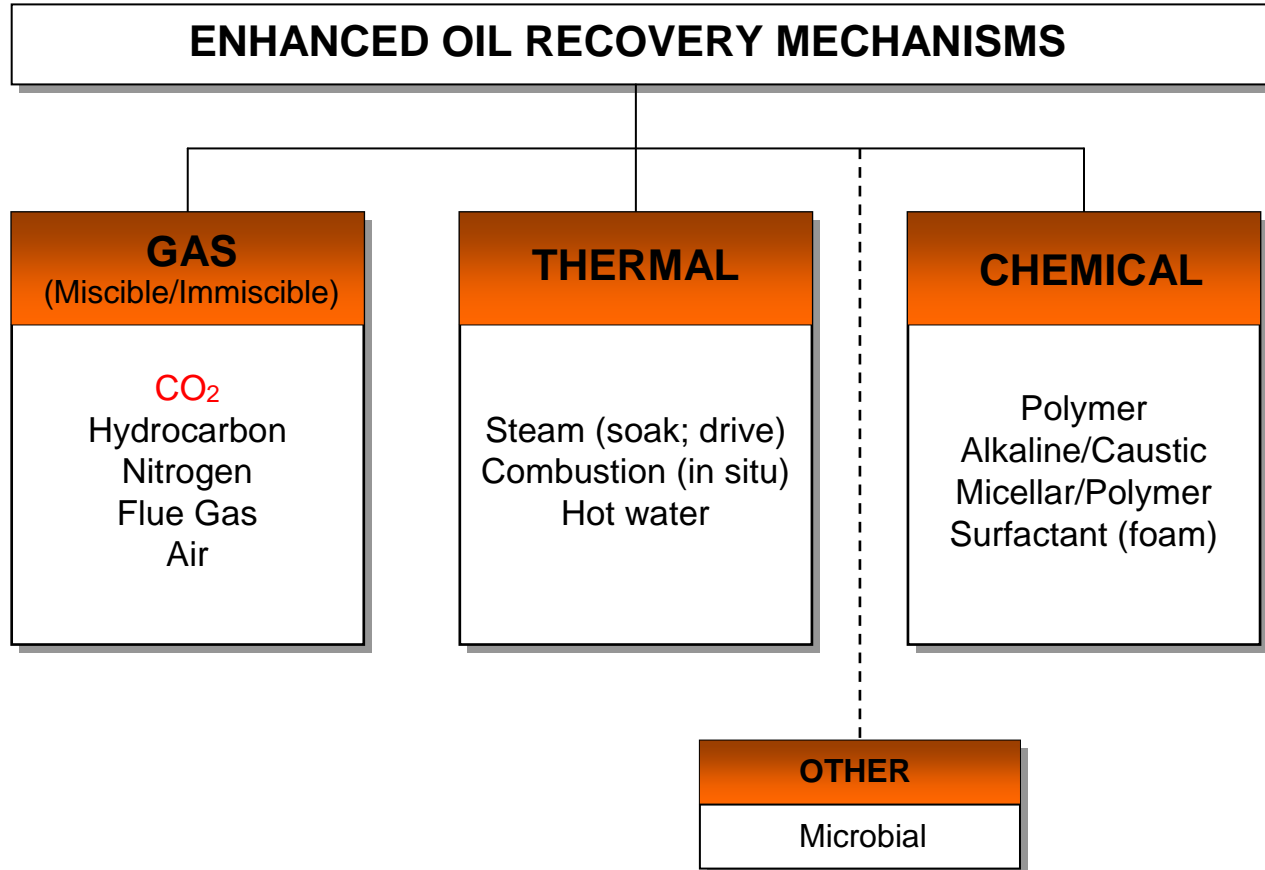 ENHANCED OIL RECOVERY MECHANISMS
GAS
(Miscible/Immiscible)
CO₂
Hydrocarbon
Nitrogen
Flue Gas
Air
THERMAL
Steam (soak; drive)
Combustion (in situ)
Hot water
CHEMICAL
Polymer
Alkaline/Caustic
Micellar/Polymer
Surfactant (foam)
OTHER
Microbial